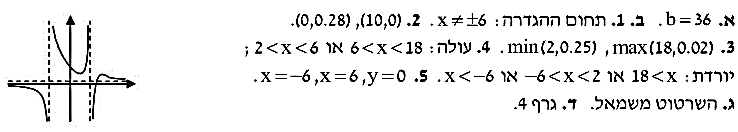 א. b=36. ב. 1. תחום ההגדרה: x≠±6. 2. (10,0), (0,0.28).
3. max(18,0.02), min(2,0.25). 4. עולה: 6<x<18 או 2<x<6;
יורדת: 18<x או -6<x<2 או x<-6. 5. x=-6, x=6, y=0.
ג. השרטוט משמאל. ד. גרף 4.